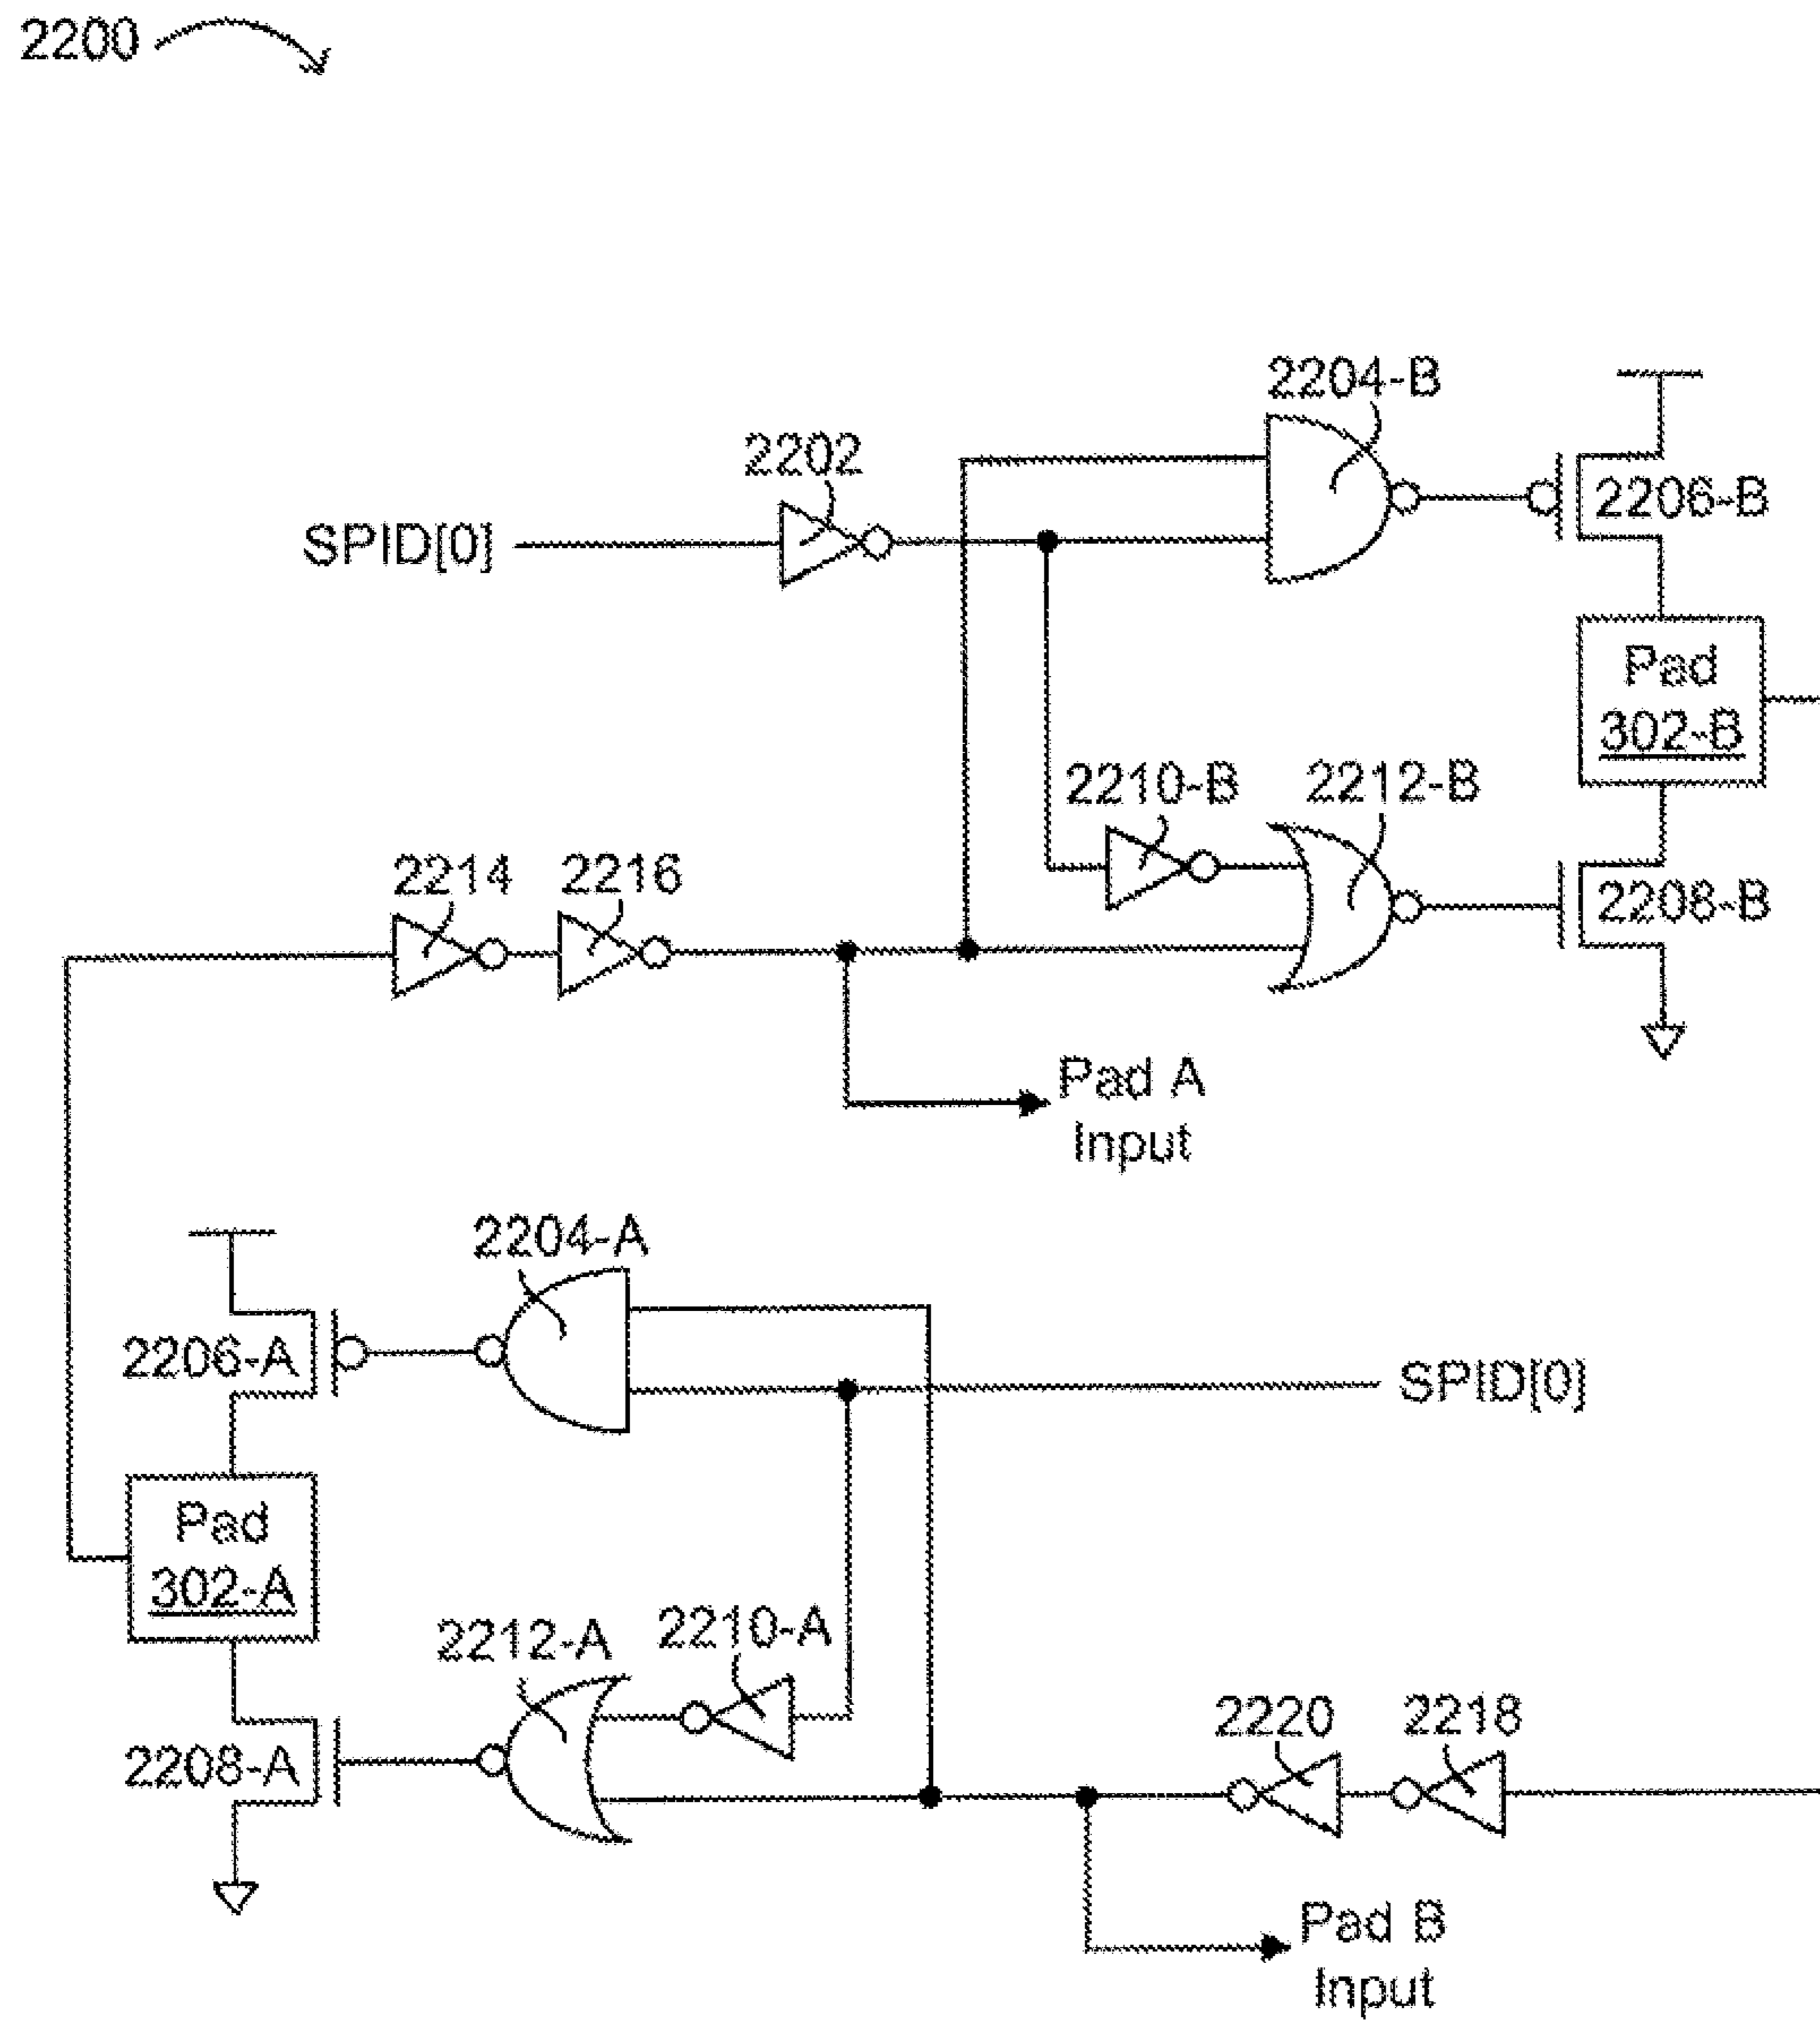 2200
2204-B
2202
SPID[0]
2206-B
Pad
302-B
2210-B
2212-B
2214
2216
2208-B
Pad A
Input
2204-A
2206-A
SPID[0]
Pad
302-A
2212-A
2210-A
2220
2218
2208-A
Pad B
Input